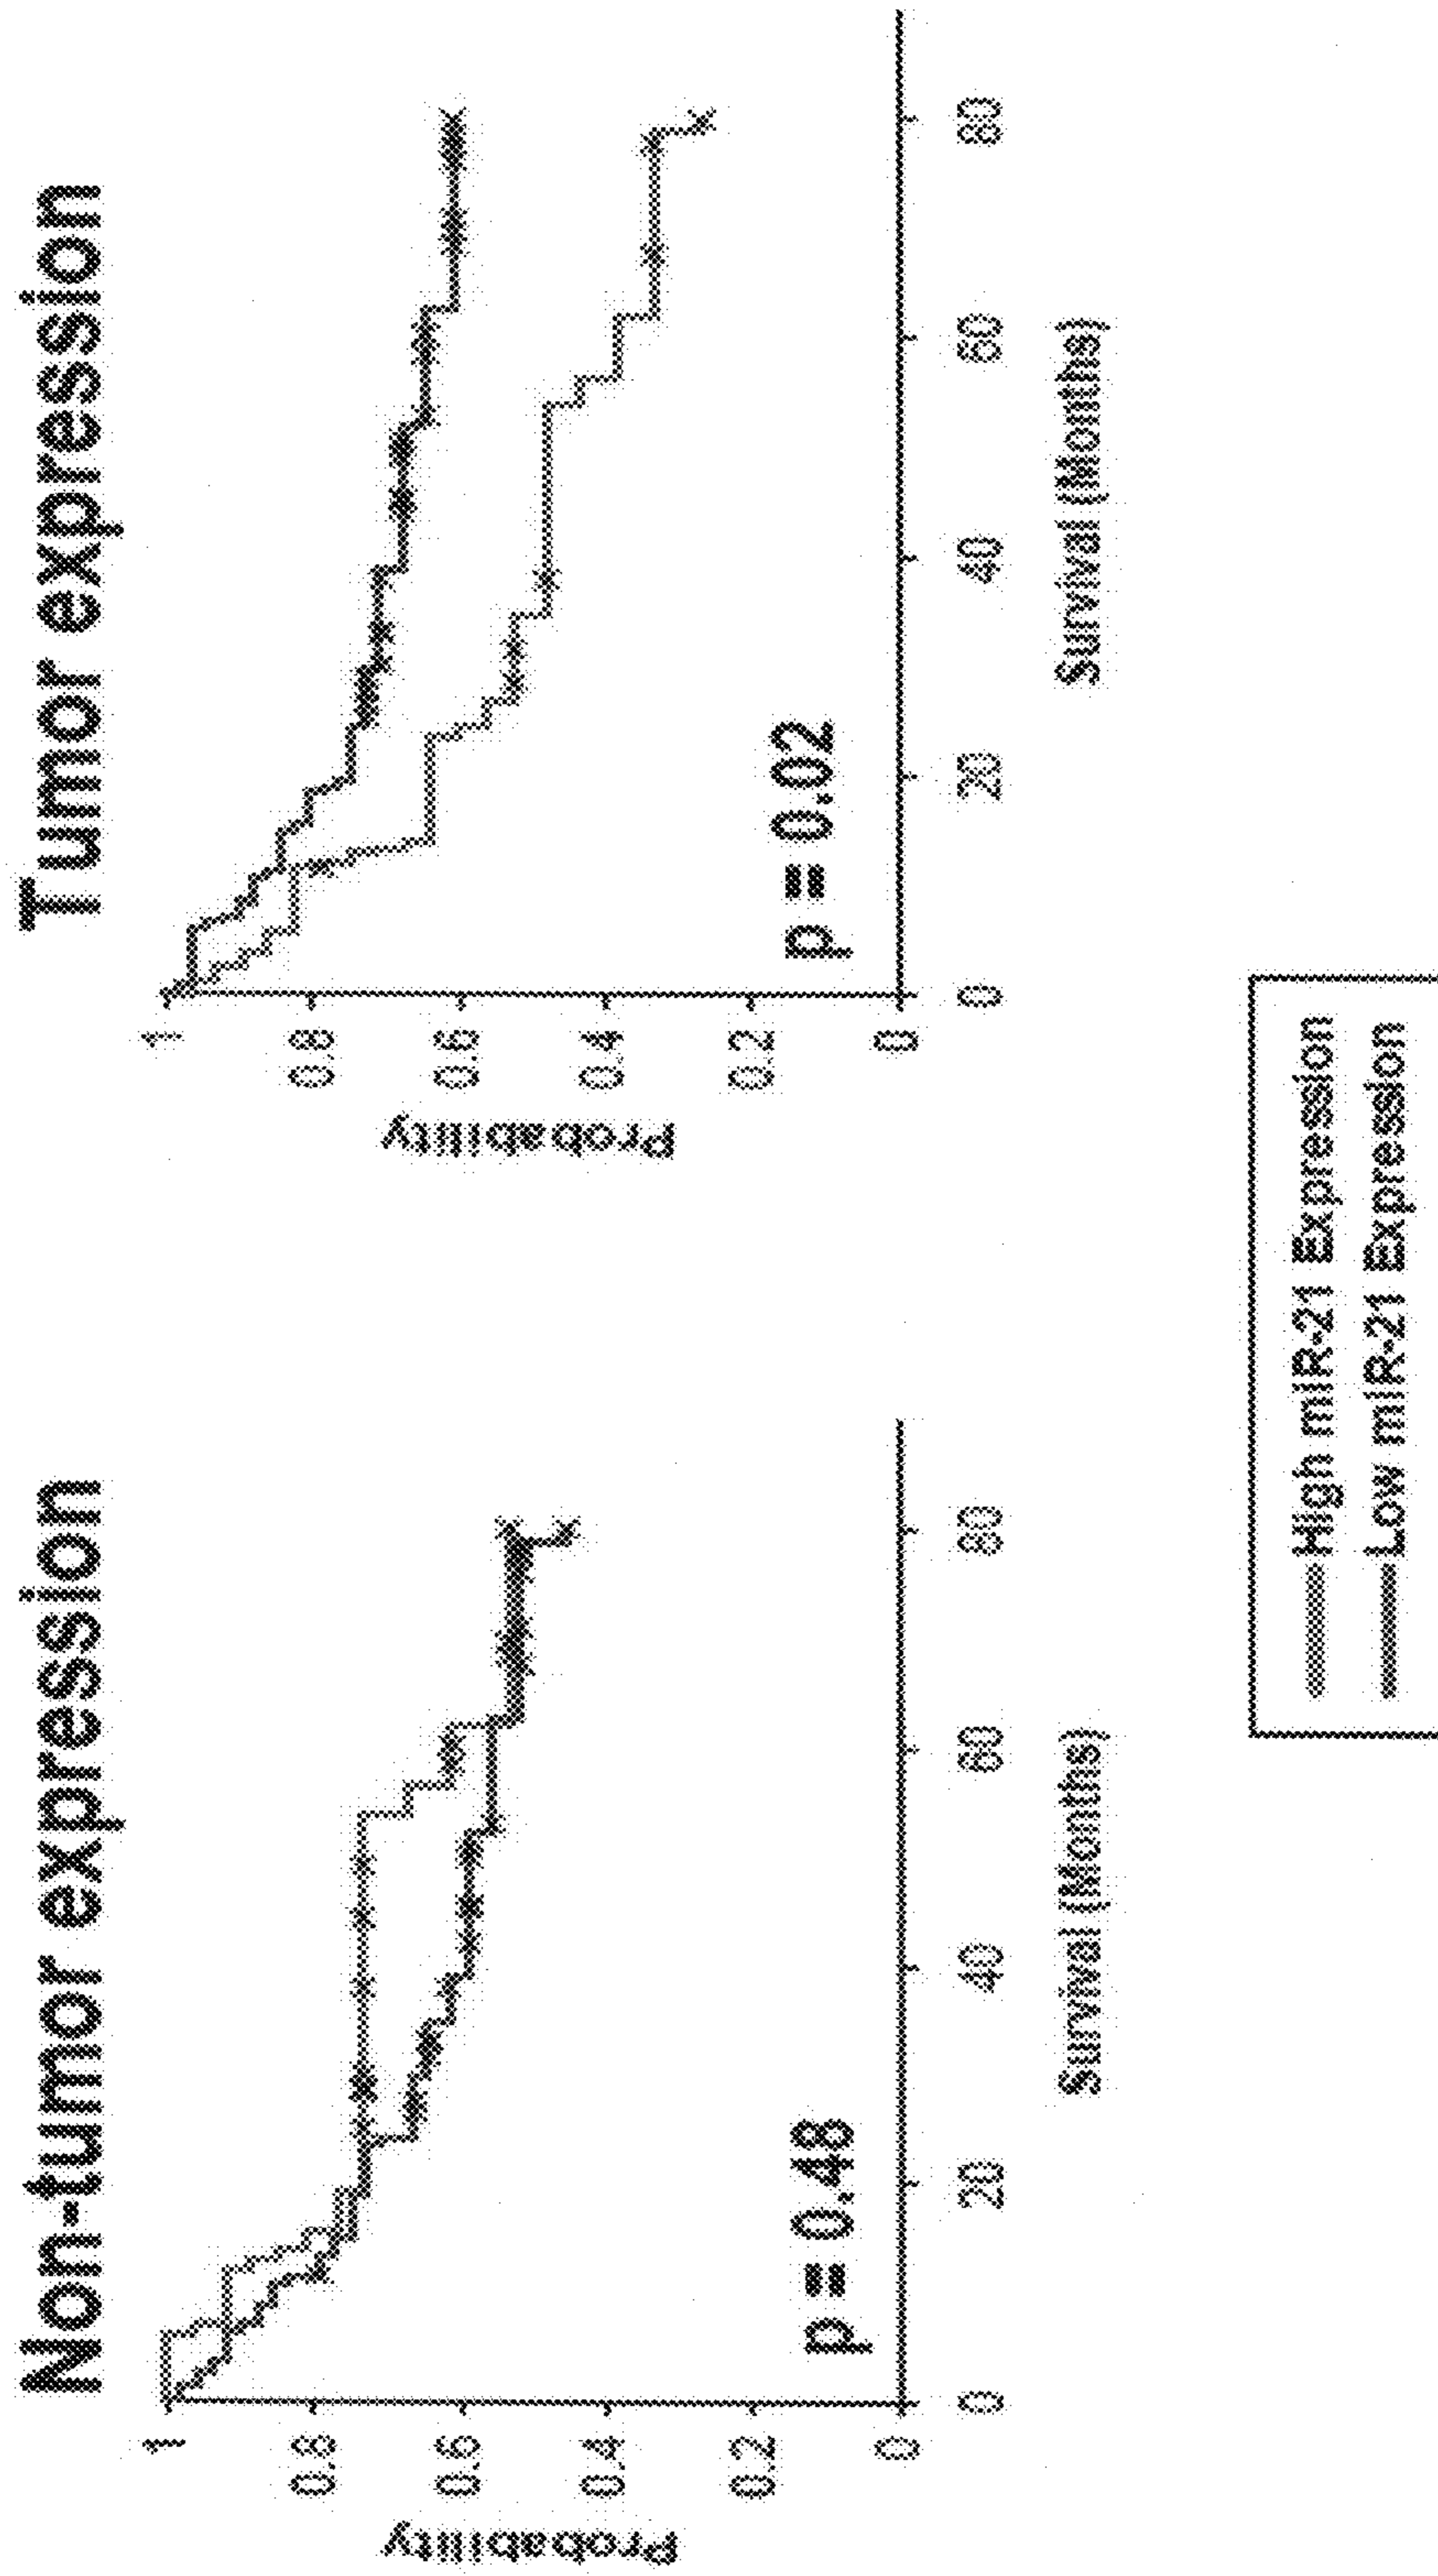 Non-tumor expression
Probability
1
0.8
0.6
0.4
0.2
0
p = 0.48
0
20
40
60
80
Survival (Months)
Tumor expression
Probability
1
0.8
0.6
0.4
0.2
0
p = 0.02
0
20
40
60
80
Survival (Months)
High miR-21 Expression
Low miR-21 Expression